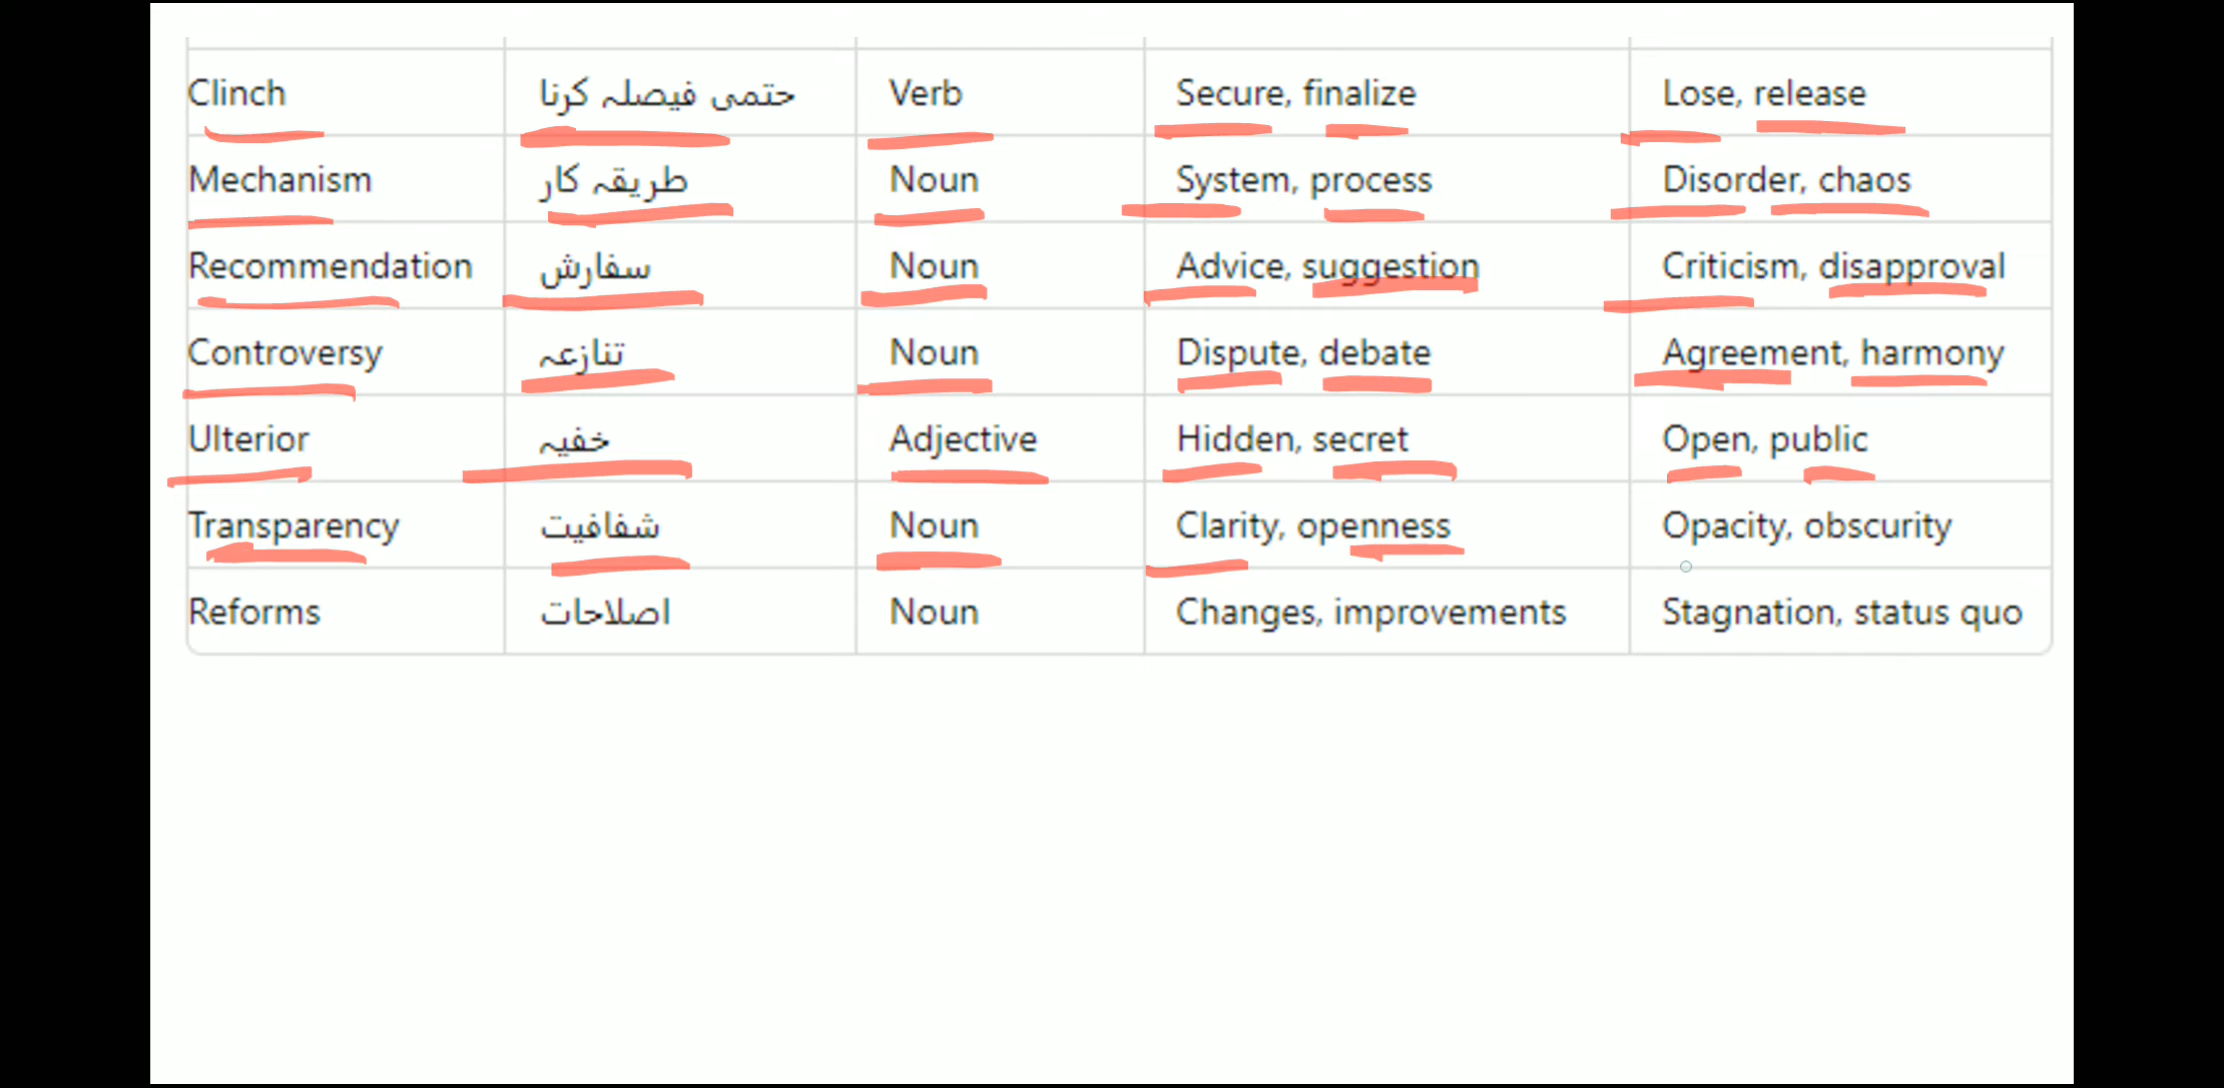 Clinch حتمی فیصلہ کرنا Verb Secure, finalize Lose, release
Mechanism طریقہ کار Noun System, process Disorder, chaos
Recommendation سفارش Noun Advice, suggestion Criticism, disapproval
Controversy تنازعہ Noun Dispute, debate Agreement, harmony
Ulterior خفیہ Adjective Hidden, secret Open, public
Transparency شفافیت Noun Clarity, openness Opacity, obscurity
Reforms اصلاحات Noun Changes, improvements Stagnation, status quo